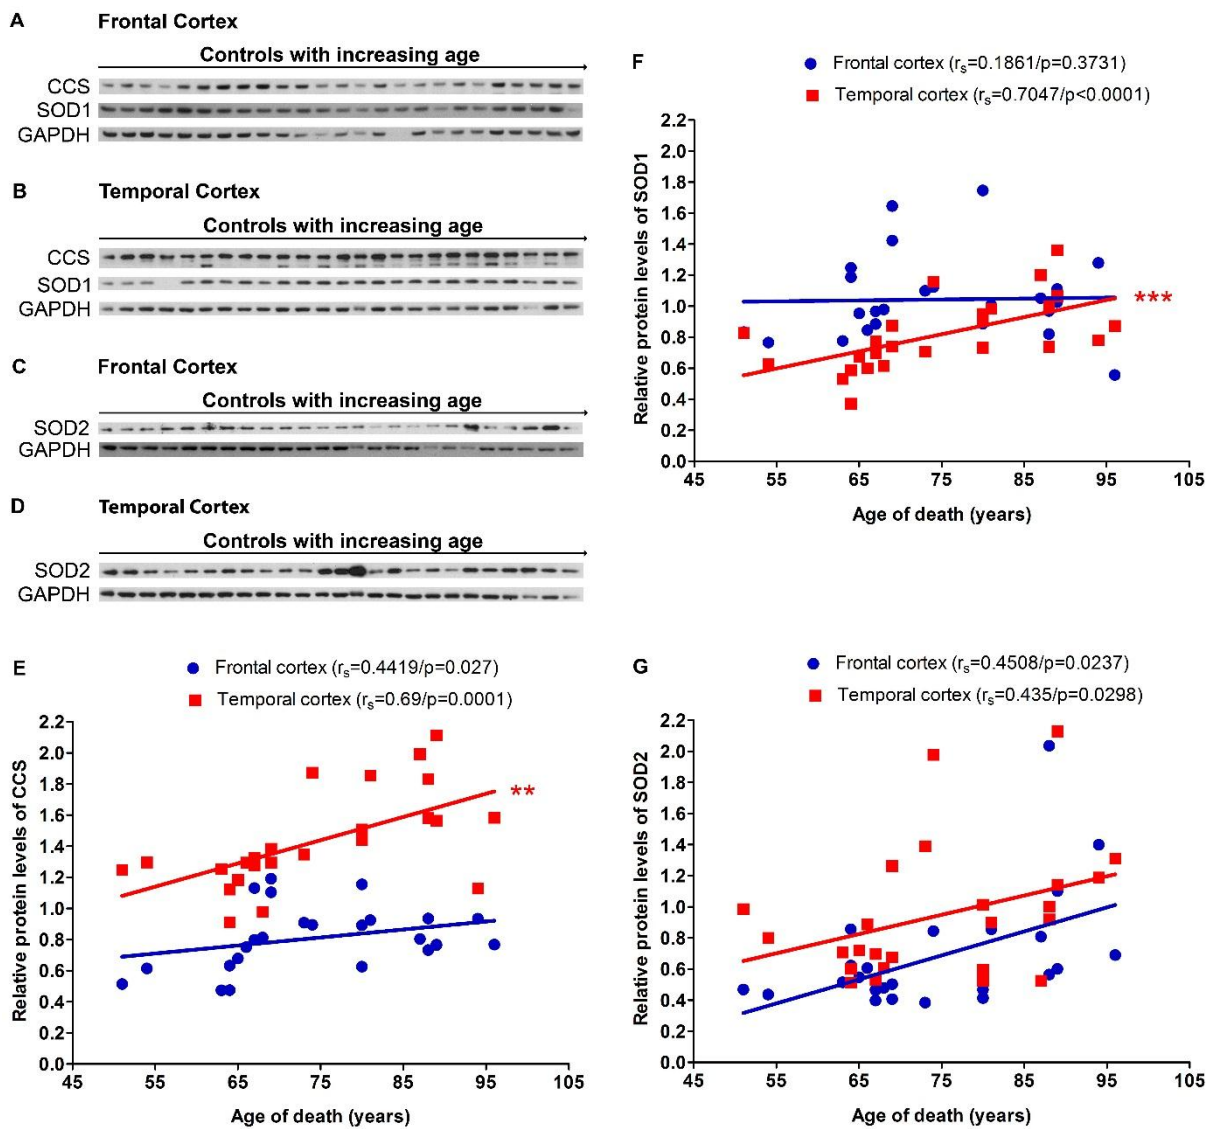 A Frontal Cortex
Controls with increasing age
CCS
SOD1
GAPDH
B Temporal Cortex
Controls with increasing age
CCS
SOD1
GAPDH
C Frontal Cortex
Controls with increasing age
SOD2
GAPDH
D Temporal Cortex
Controls with increasing age
SOD2
GAPDH
E
Frontal cortex (rs=0.4419/p=0.027)
Temporal cortex (rs=0.69/p=0.0001)
Relative protein levels of CCS
2.2
2.0
1.8
1.6
1.4
1.2
1.0
0.8
0.6
0.4
0.2
0.0
**
45 55 65 75 85 95 105
Age of death (years)
F
Frontal cortex (rs=0.1861/p=0.3731)
Temporal cortex (rs=0.7047/p<0.0001)
Relative protein levels of SOD1
2.2
2.0
1.8
1.6
1.4
1.2
1.0
0.8
0.6
0.4
0.2
0.0
***
45 55 65 75 85 95 105
Age of death (years)
G
Frontal cortex (rs=0.4508/p=0.0237)
Temporal cortex (rs=0.435/p=0.0298)
Relative protein levels of SOD2
2.2
2.0
1.8
1.6
1.4
1.2
1.0
0.8
0.6
0.4
0.2
0.0
45 55 65 75 85 95 105
Age of death (years)